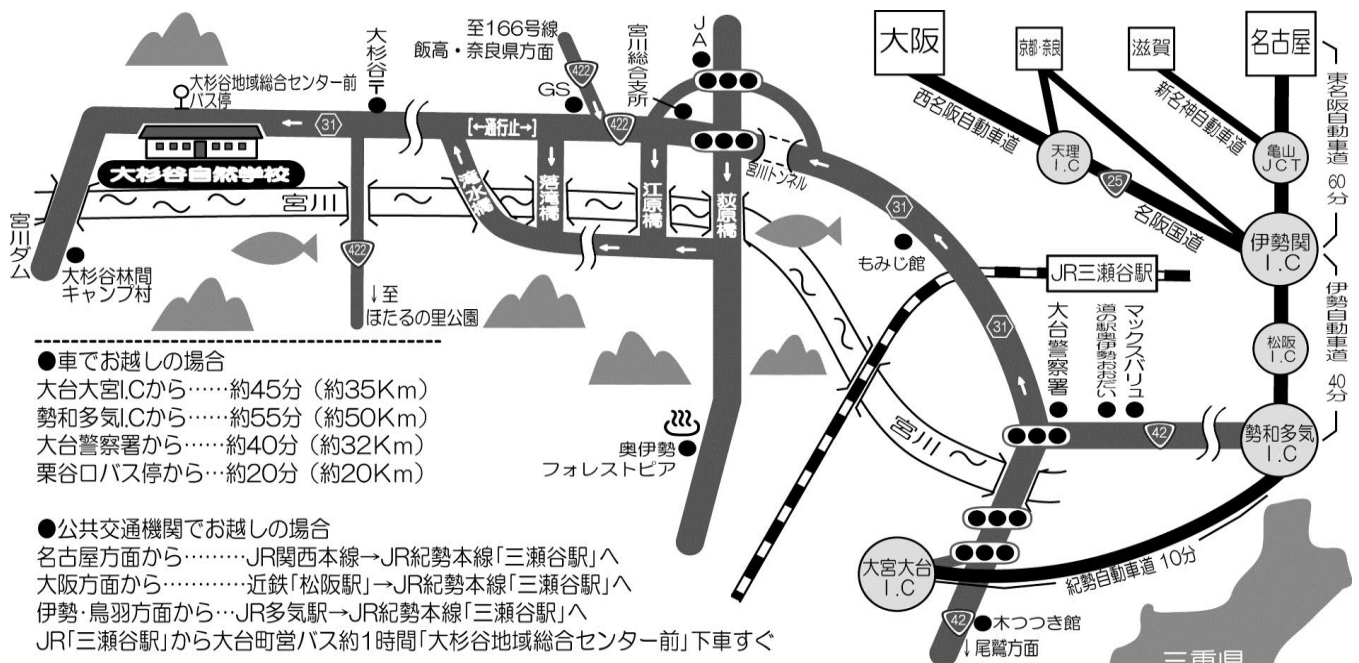 至166号線
飯高・奈良県方面
422
大杉谷〒
宮川総合支所
JA
GS
大杉谷地域総合センター前
バス停
31
[←通行止→]
422
大杉谷自然学校
宮川
滝水橋
落滝橋
江原橋
荻原橋
宮川トンネル
31
もみじ館
宮川ダム
大杉谷林間
キャンプ村
422
↓至
ほたるの里公園
大阪
京都・奈良
滋賀
名古屋
西名阪自動車道
新名神自動車道
東名阪自動車道 60分
天理
I.C
亀山
JCT
25
名阪国道
伊勢関
I.C
伊勢自動車道 40分
松阪
I.C
勢和多気
I.C
JR三瀬谷駅
31
大台警察署
道の駅奥伊勢おおだい
マックスバリュ
42
宮川
奥伊勢
フォレストピア
大宮大台
I.C
紀勢自動車道 10分
42
木つつき館
↓尾鷲方面
三重県
●車でお越しの場合
大台大宮I.Cから……約45分（約35Km）
勢和多気I.Cから……約55分（約50Km）
大台警察署から……約40分（約32Km）
栗谷口バス停から…約20分（約20Km）
●公共交通機関でお越しの場合
名古屋方面から………JR関西本線→JR紀勢本線「三瀬谷駅」へ
大阪方面から…………近鉄「松阪駅」→JR紀勢本線「三瀬谷駅」へ
伊勢・鳥羽方面から…JR多気駅→JR紀勢本線「三瀬谷駅」へ
JR「三瀬谷駅」から大台町営バス約1時間「大杉谷地域総合センター前」下車すぐ